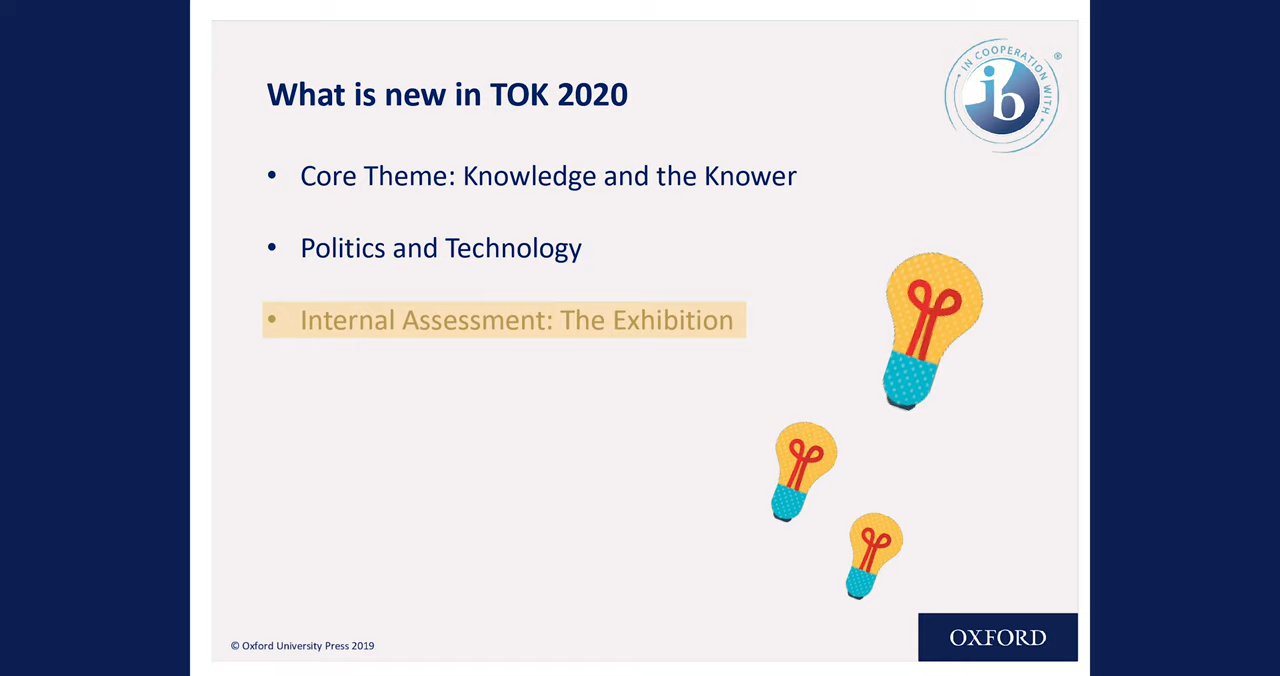 IN COOPERATION WITH
®
ib
What is new in TOK 2020
• Core Theme: Knowledge and the Knower
• Politics and Technology
• Internal Assessment: The Exhibition
© Oxford University Press 2019
OXFORD